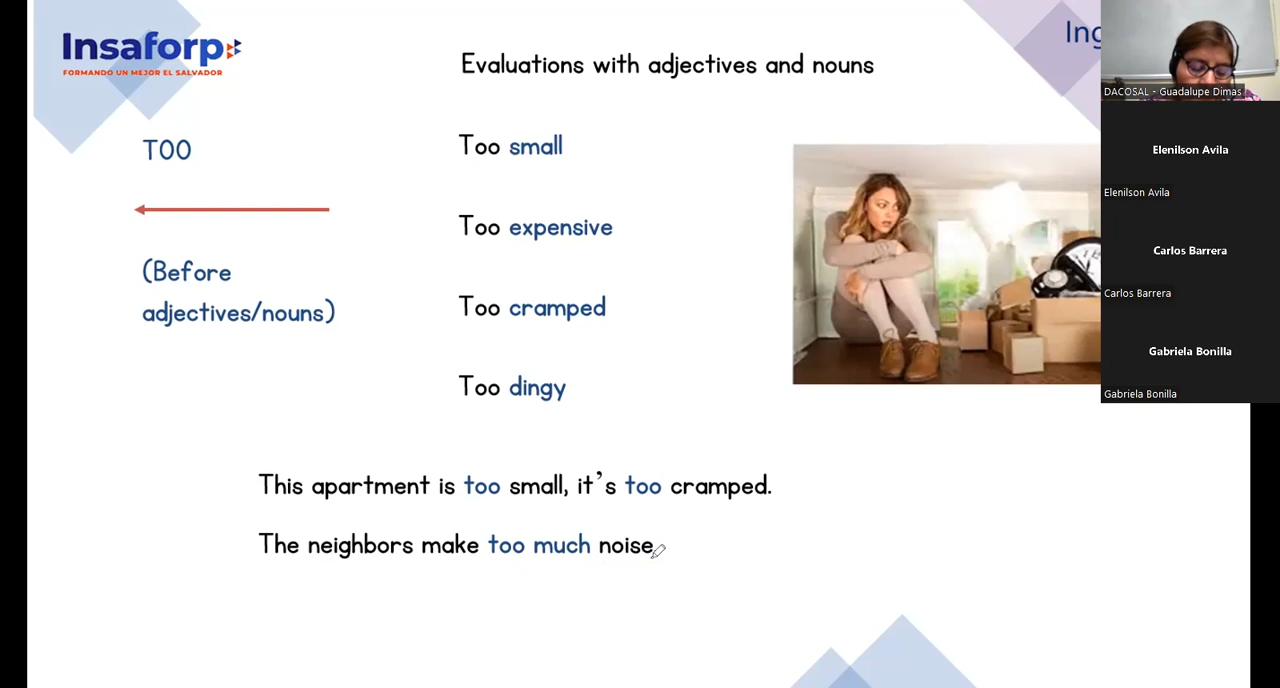 Insaforp
FORMANDO UN MEJOR EL SALVADOR
Evaluations with adjectives and nouns
TOO
(Before
adjectives/nouns)
Too small
Too expensive
Too cramped
Too dingy
This apartment is too small, it's too cramped.
The neighbors make too much noise
DACOSAL - Guadalupe Dimas
Elenilson Avila
Elenilson Avila
Carlos Barrera
Carlos Barrera
Gabriela Bonilla
Gabriela Bonilla